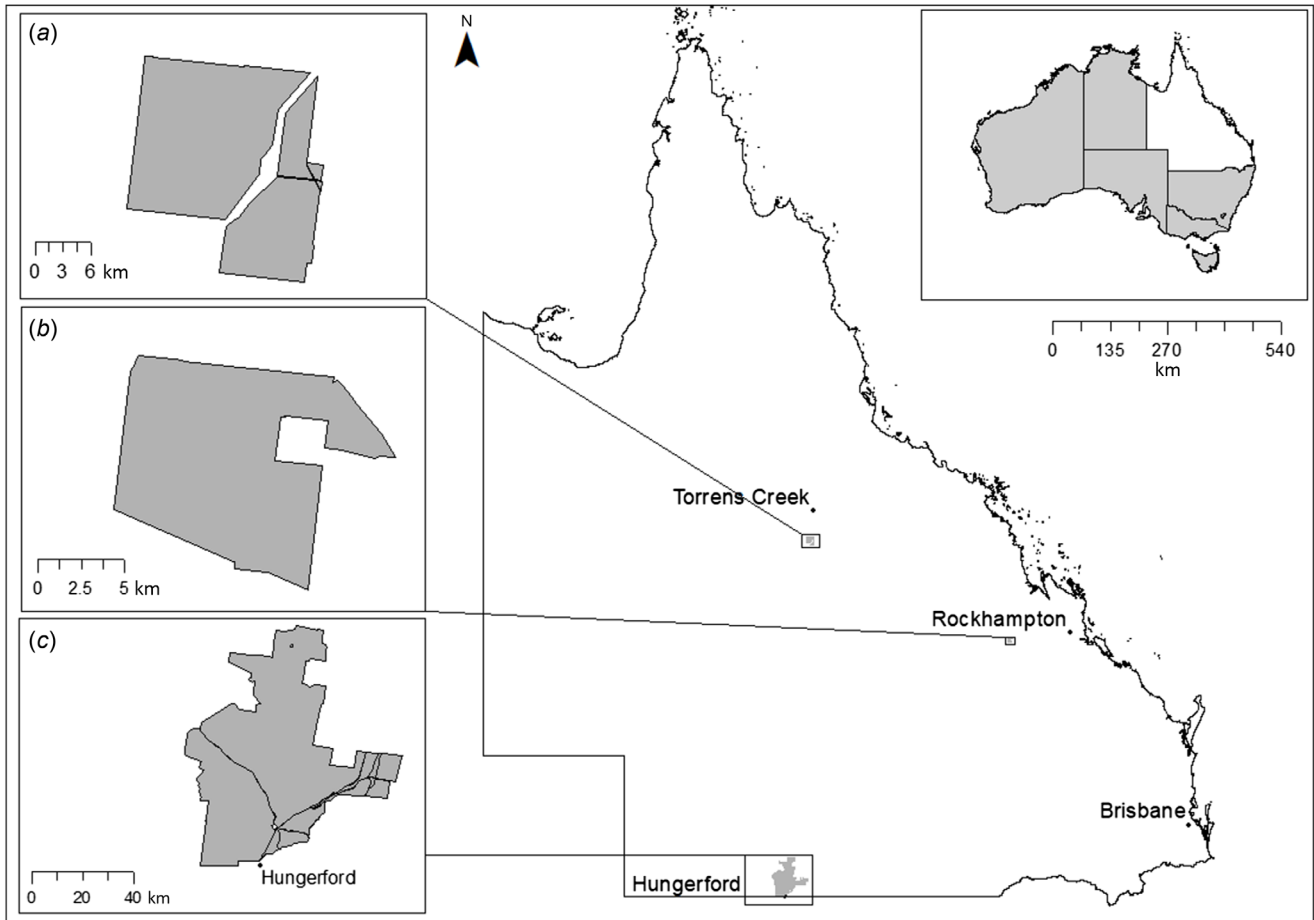 (a)
N
0 3 6 km
0 135 270 540
km
(b)
Torrens Creek
0 2.5 5 km
Rockhampton
(c)
Brisbane
0 20 40 km
Hungerford
Hungerford